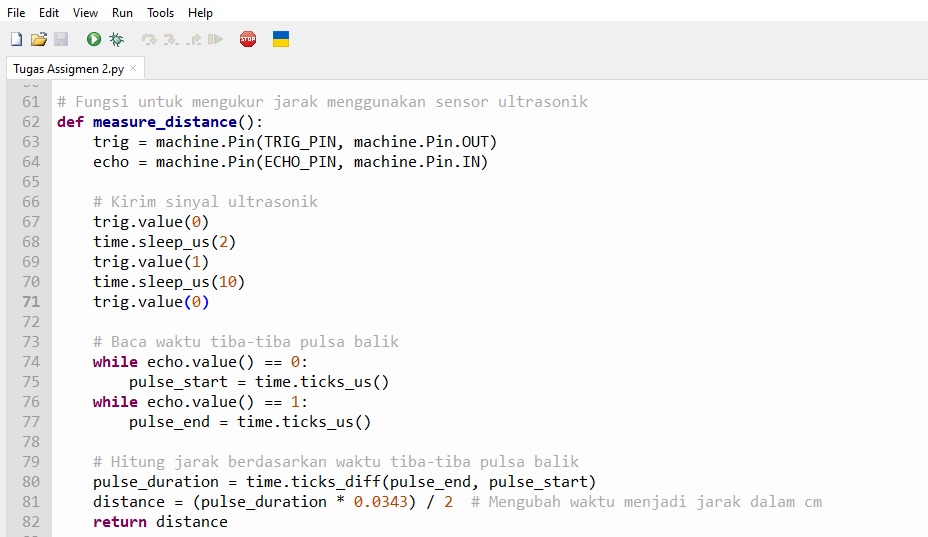 File Edit View Run Tools Help
STOP
Tugas Assigmen 2.py ×
61 # Fungsi untuk mengukur jarak menggunakan sensor ultrasonik
62 def measure_distance():
63     trig = machine.Pin(TRIG_PIN, machine.Pin.OUT)
64     echo = machine.Pin(ECHO_PIN, machine.Pin.IN)
65
66     # Kirim sinyal ultrasonik
67     trig.value(0)
68     time.sleep_us(2)
69     trig.value(1)
70     time.sleep_us(10)
71     trig.value(0)
72
73     # Baca waktu tiba-tiba pulsa balik
74     while echo.value() == 0:
75         pulse_start = time.ticks_us()
76     while echo.value() == 1:
77         pulse_end = time.ticks_us()
78
79     # Hitung jarak berdasarkan waktu tiba-tiba pulsa balik
80     pulse_duration = time.ticks_diff(pulse_end, pulse_start)
81     distance = (pulse_duration * 0.0343) / 2  # Mengubah waktu menjadi jarak dalam cm
82     return distance